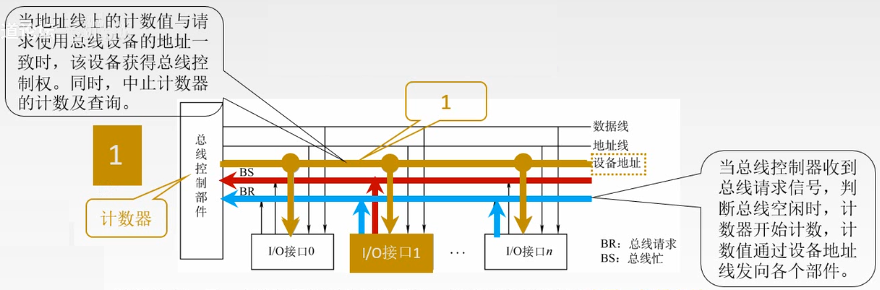 当地址线上的计数值与请
求使用总线设备的地址一
致时，该设备获得总线控
制权。同时，中止计数器
的计数及查询。
1
1
总线控制部件
数据线
地址线
设备地址
BS
BR
计数器
I/O接口0
I/O接口1
···
I/O接口n
BR：总线请求
BS：总线忙
当总线控制器收到
总线请求信号，判
断总线空闲时，计
数器开始计数，计
数值通过设备地址
线发向各个部件。